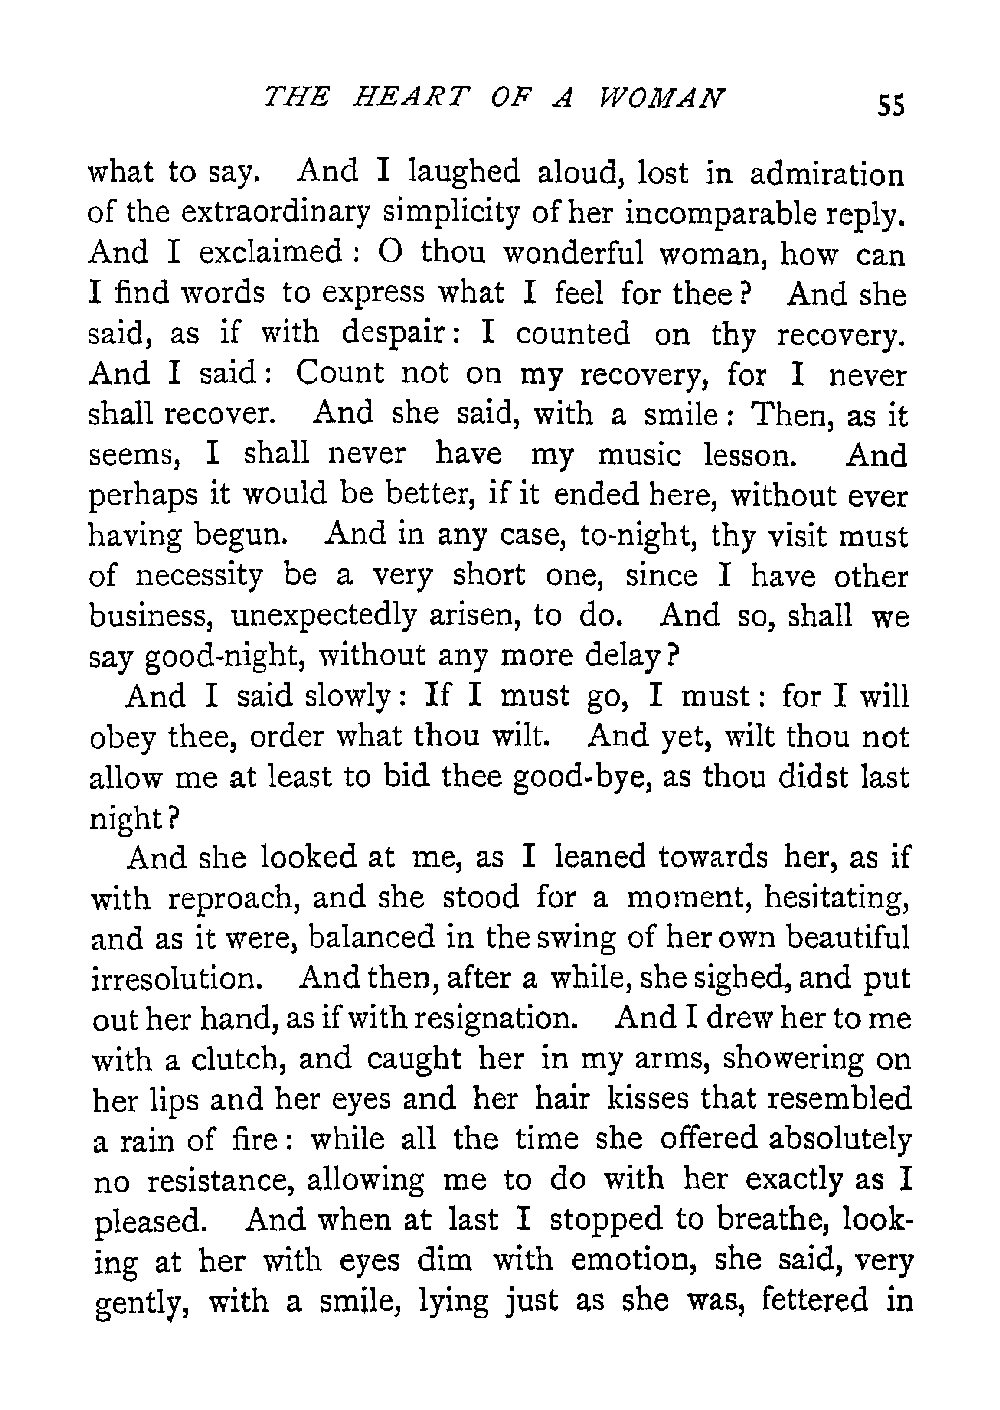 THE HEART OF A WOMAN 55
what to say. And I laughed aloud, lost in admiration
of the extraordinary simplicity of her incomparable reply.
And I exclaimed : O thou wonderful woman, how can
I find words to express what I feel for thee ? And she
said, as if with despair : I counted on thy recovery.
And I said : Count not on my recovery, for I never
shall recover. And she said, with a smile : Then, as it
seems, I shall never have my music lesson. And
perhaps it would be better, if it ended here, without ever
having begun. And in any case, to-night, thy visit must
of necessity be a very short one, since I have other
business, unexpectedly arisen, to do. And so, shall we
say good-night, without any more delay ?
And I said slowly : If I must go, I must : for I will
obey thee, order what thou wilt. And yet, wilt thou not
allow me at least to bid thee good-bye, as thou didst last
night ?
And she looked at me, as I leaned towards her, as if
with reproach, and she stood for a moment, hesitating,
and as it were, balanced in the swing of her own beautiful
irresolution. And then, after a while, she sighed, and put
out her hand, as if with resignation. And I drew her to me
with a clutch, and caught her in my arms, showering on
her lips and her eyes and her hair kisses that resembled
a rain of fire : while all the time she offered absolutely
no resistance, allowing me to do with her exactly as I
pleased. And when at last I stopped to breathe, look-
ing at her with eyes dim with emotion, she said, very
gently, with a smile, lying just as she was, fettered in